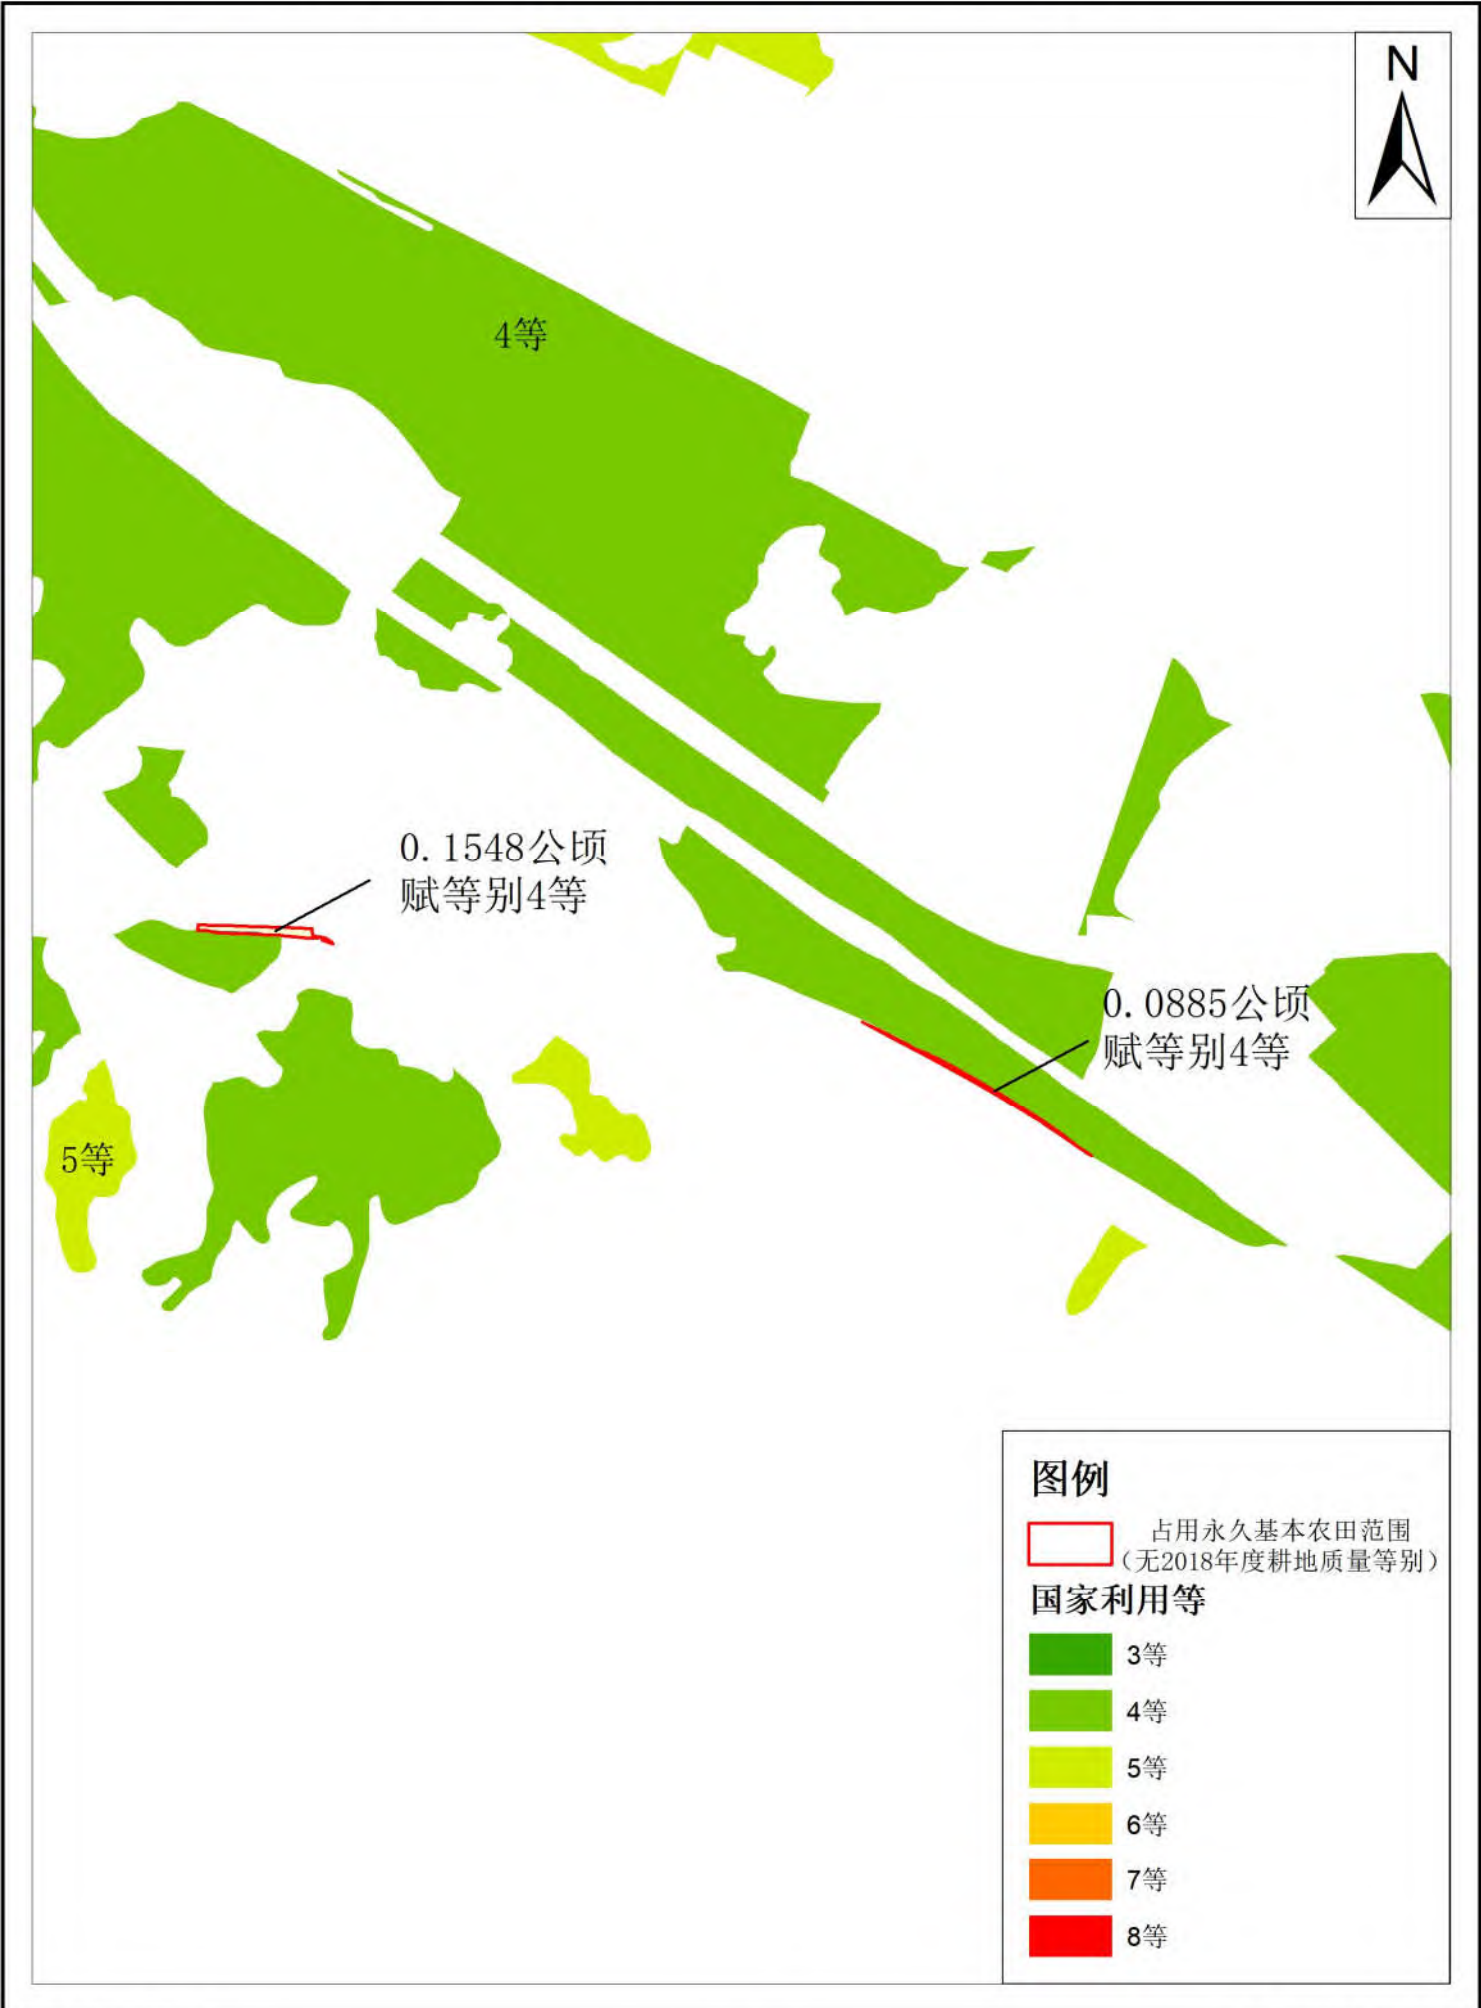 N
4等
0.1548公顷
赋等别4等
0.0885公顷
赋等别4等
5等
图例
占用永久基本农田范围
（无2018年度耕地质量等别）
国家利用等
3等
4等
5等
6等
7等
8等